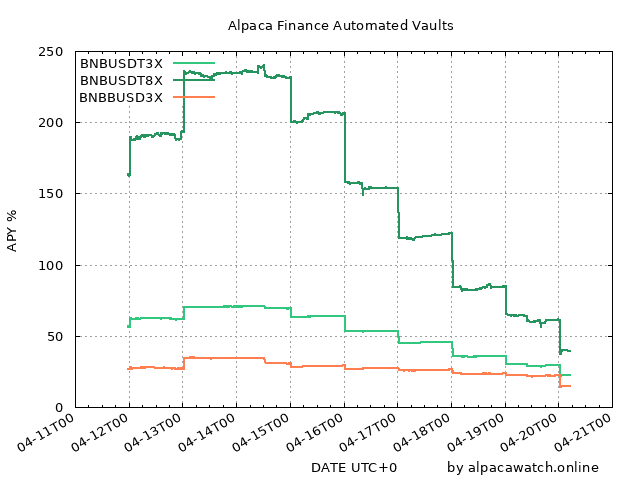 Alpaca Finance Automated Vaults
250
200
150
100
50
0
APY %
BNBUSDT3X
BNBUSDT8X
BNBBUSD3X
04-11T00
04-12T00
04-13T00
04-14T00
04-15T00
04-16T00
04-17T00
04-18T00
04-19T00
04-20T00
04-21T00
DATE UTC+0
by alpacawatch.online